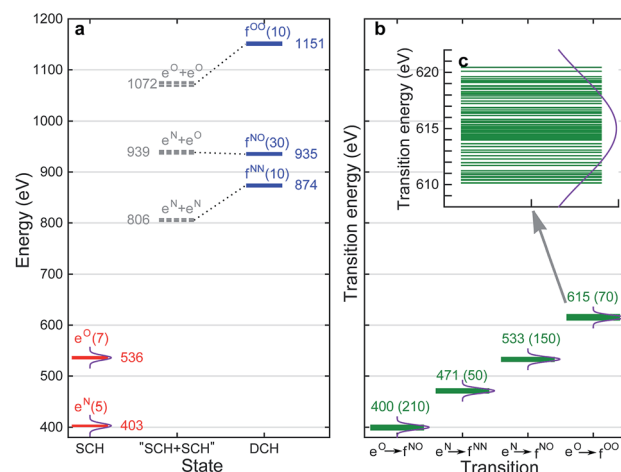 a
1200
1100
1000
900
800
700
600
500
400
Energy (eV)
f^OO(10)
1151
e^O+e^O
1072
e^N+e^O
939
f^NO(30)
935
f^NN(10)
874
806
e^N+e^N
e^O(7)
536
e^N(5)
403
SCH
"SCH+SCH"
DCH
State
b
Transition energy (eV)
c
Transition energy (eV)
620
615
610
615 (70)
533 (150)
471 (50)
400 (210)
e^O→f^NO
e^N→f^NN
e^N→f^NO
e^O→f^OO
Transition